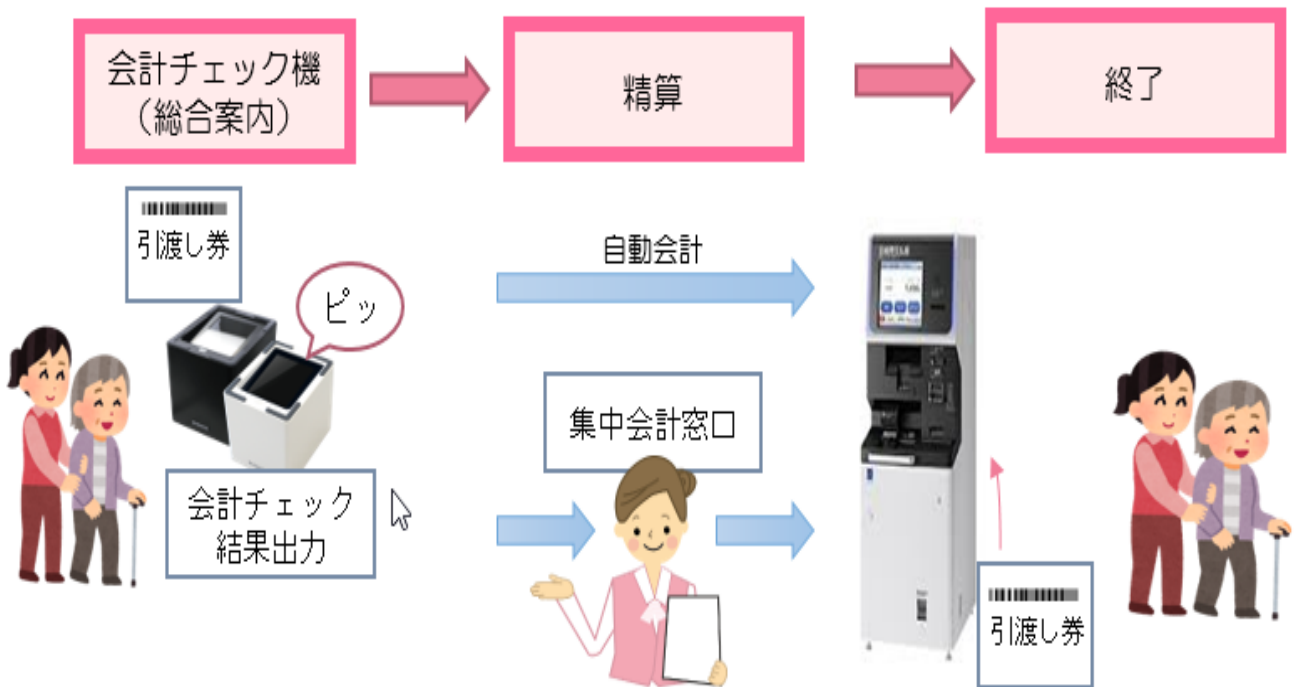 会計チェック機
（総合案内）
精算
終了
引渡し券
ピッ
自動会計
集中会計窓口
会計チェック
結果出力
引渡し券